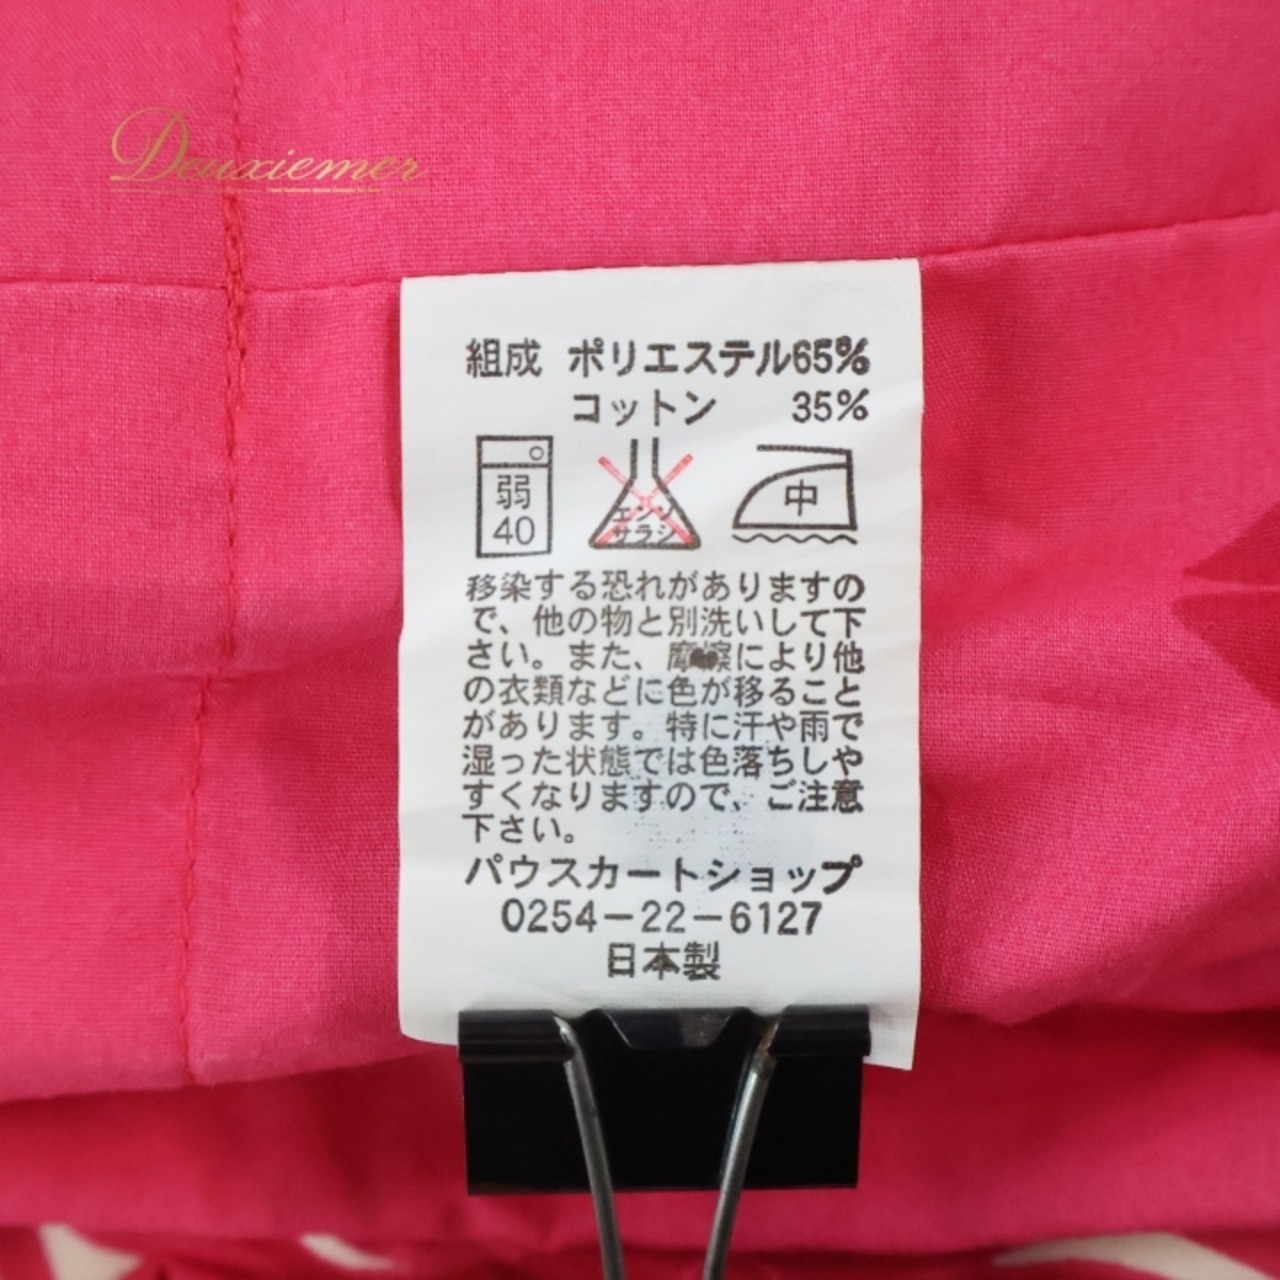 Deuxiemer
組成 ポリエステル65%
コットン 35%
弱
40
エンソ
サラシ
中
移染する恐れがありますの
で、他の物と別洗いして下
さい。また、摩擦により他
の衣類などに色が移ること
があります。特に汗や雨で
湿った状態では色落ちしや
すくなりますので、ご注意
下さい。
パウスカートショップ
0254-22-6127
日本製